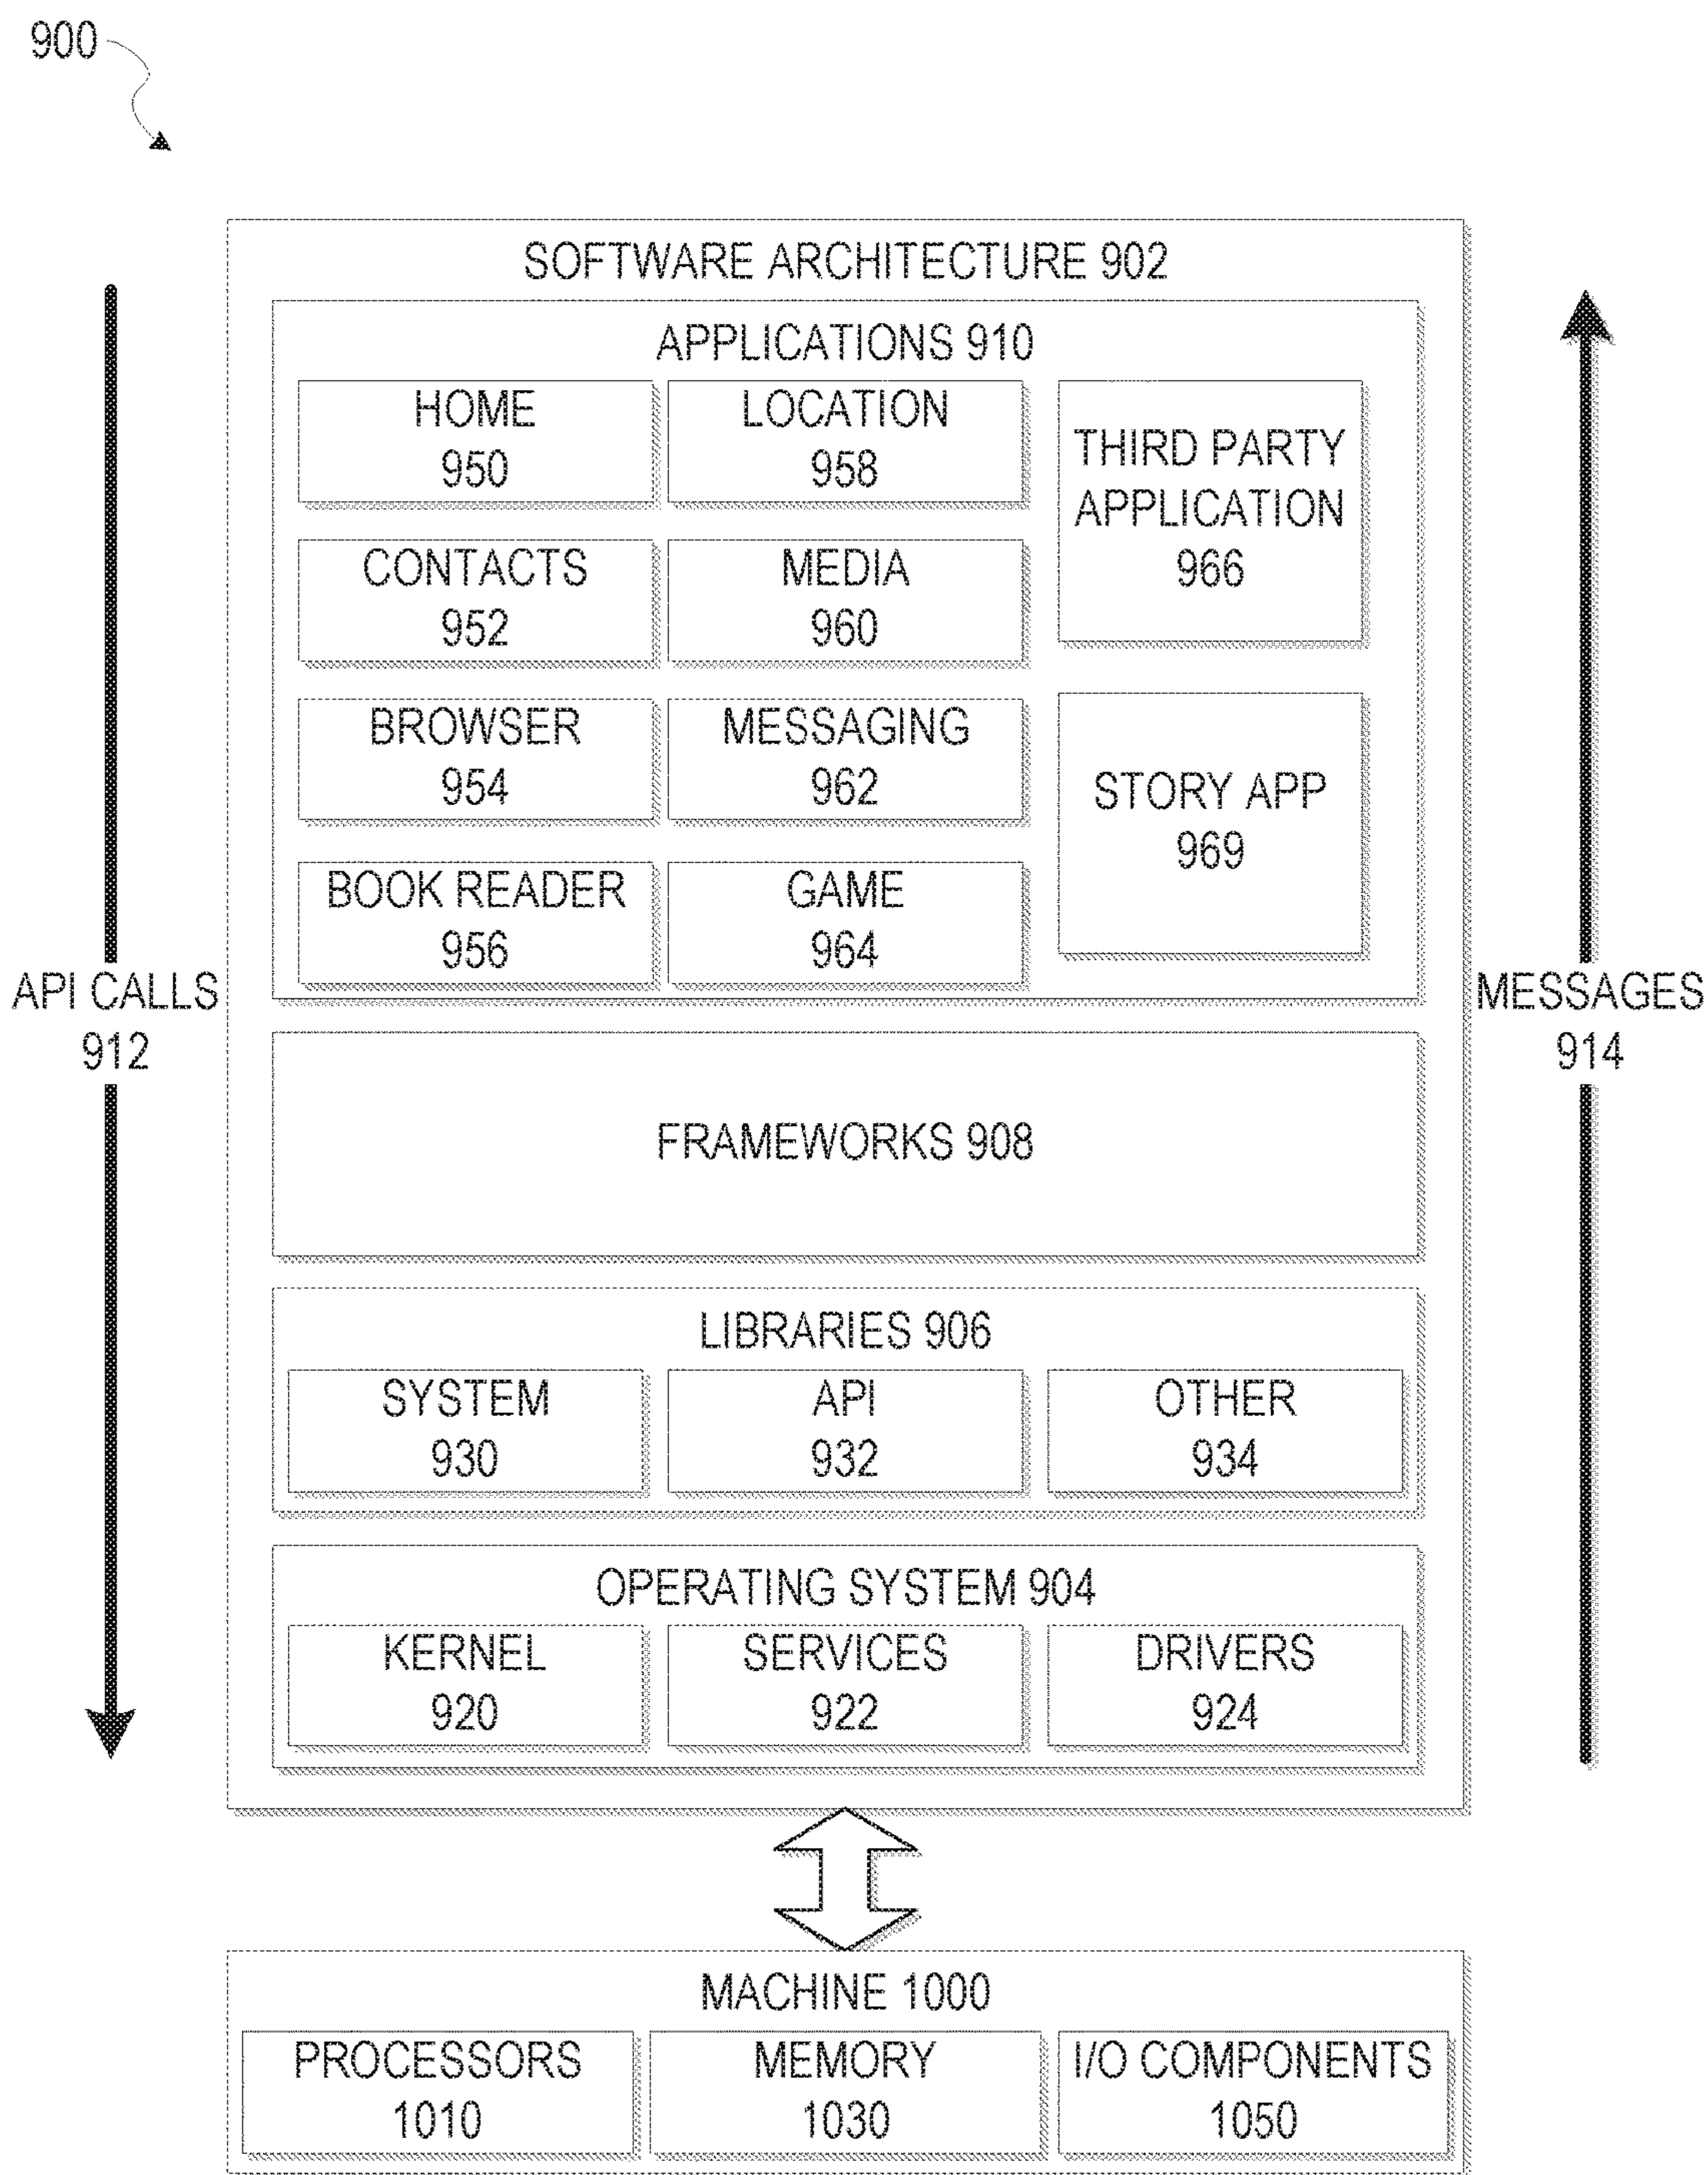 900
SOFTWARE ARCHITECTURE 902
APPLICATIONS 910
HOME
950
LOCATION
958
THIRD PARTY
APPLICATION
966
CONTACTS
952
MEDIA
960
BROWSER
954
MESSAGING
962
STORY APP
969
BOOK READER
956
GAME
964
API CALLS
912
MESSAGES
914
FRAMEWORKS 908
LIBRARIES 906
SYSTEM
930
API
932
OTHER
934
OPERATING SYSTEM 904
KERNEL
920
SERVICES
922
DRIVERS
924
MACHINE 1000
PROCESSORS
1010
MEMORY
1030
I/O COMPONENTS
1050